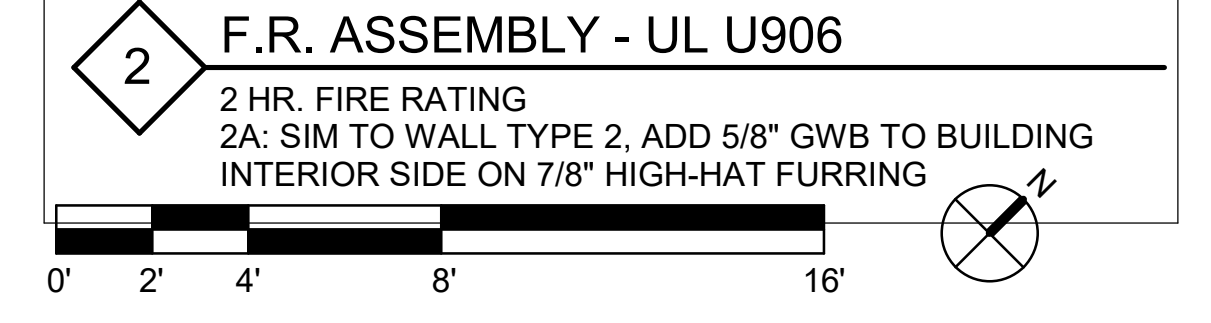 2
F.R. ASSEMBLY - UL U906
2 HR. FIRE RATING
2A: SIM TO WALL TYPE 2, ADD 5/8" GWB TO BUILDING
INTERIOR SIDE ON 7/8" HIGH-HAT FURRING
N
0' 2' 4' 8' 16'